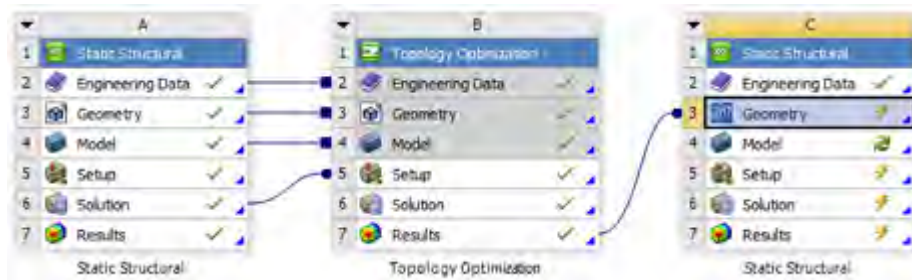 A
1 Static Structural
2 Engineering Data
3 Geometry
4 Model
5 Setup
6 Solution
7 Results
Static Structural
B
1 Topology Optimization
2 Engineering Data
3 Geometry
4 Model
5 Setup
6 Solution
7 Results
Topology Optimization
C
1 Static Structural
2 Engineering Data
3 Geometry
4 Model
5 Setup
6 Solution
7 Results
Static Structural